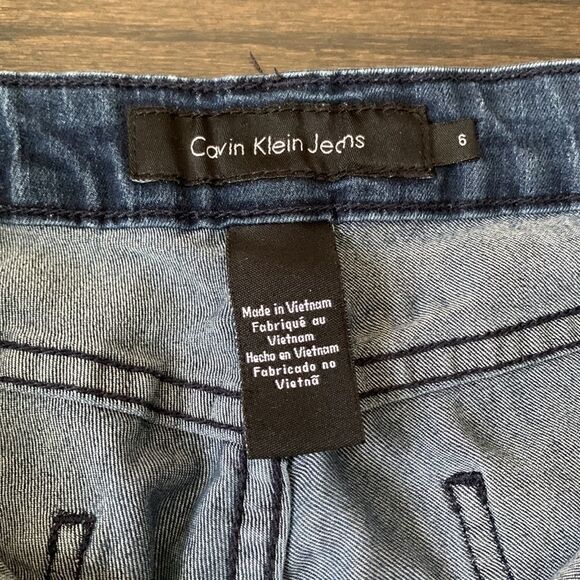 Calvin Klein Jeans
6
Made in Vietnam
Fabriqué au
Vietnam
Hecho en Vietnam
Fabricado no
Vietnã